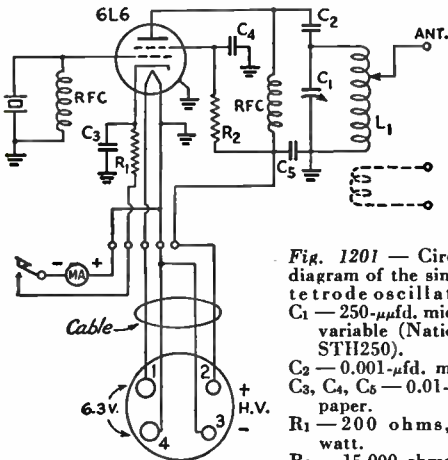 6L6
C₂
C₄
ANT.
RFC
RFC
C₁
L₁
C₃
R₁
R₂
C₅
- MA +
Cable
1 2
+
H.V.
6.3 v.
4 3
-
Fig. 1201 — Circ
diagram of the sim
tetrode oscillat
C₁ — 250-μμfd. mic
variable (Natio
STH250).
C₂ — 0.001-μfd. m
C₃, C₄, C₅ — 0.01-
paper.
R₁ — 200 ohms,
watt.